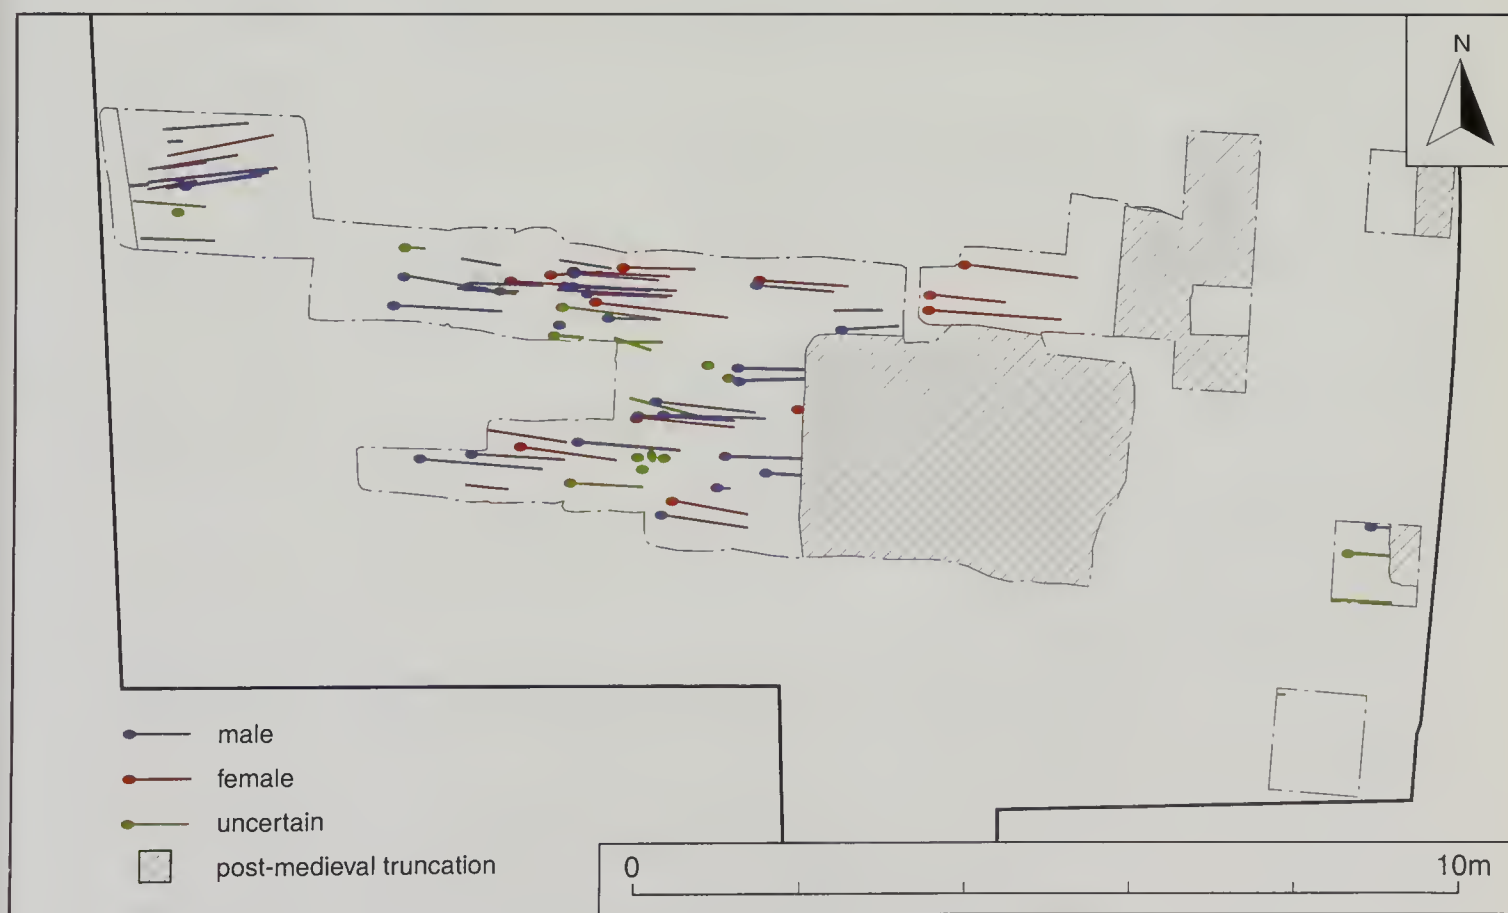 N
male
female
uncertain
post-medieval truncation
0 10m